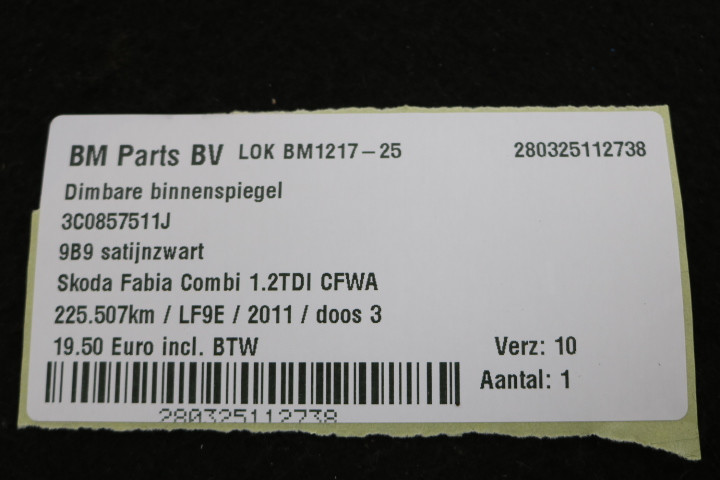 BM Parts BV LOK BM1217-25 280325112738
Dimbare binnenspiegel
3C0857511J
9B9 satijnzwart
Skoda Fabia Combi 1.2TDI CFWA
225.507km / LF9E / 2011 / doos 3
19.50 Euro incl. BTW Verz: 10
Aantal: 1
280325112738